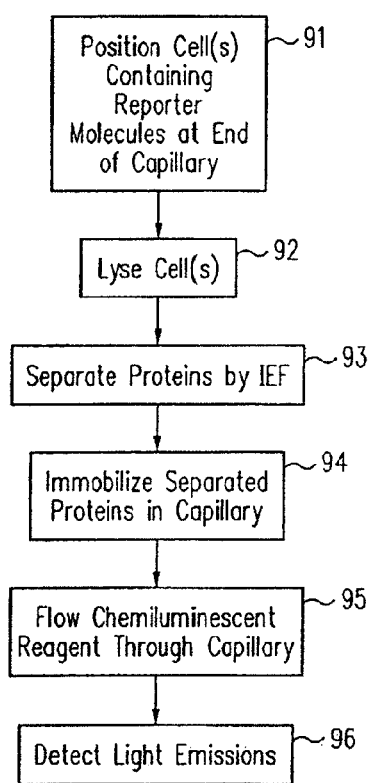 Position Cell(s)
Containing
Reporter
Molecules at End
of Capillary
91
Lyse Cell(s)
92
Separate Proteins by IEF
93
Immobilize Separated
Proteins in Capillary
94
Flow Chemiluminescent
Reagent Through Capillary
95
Detect Light Emissions
96